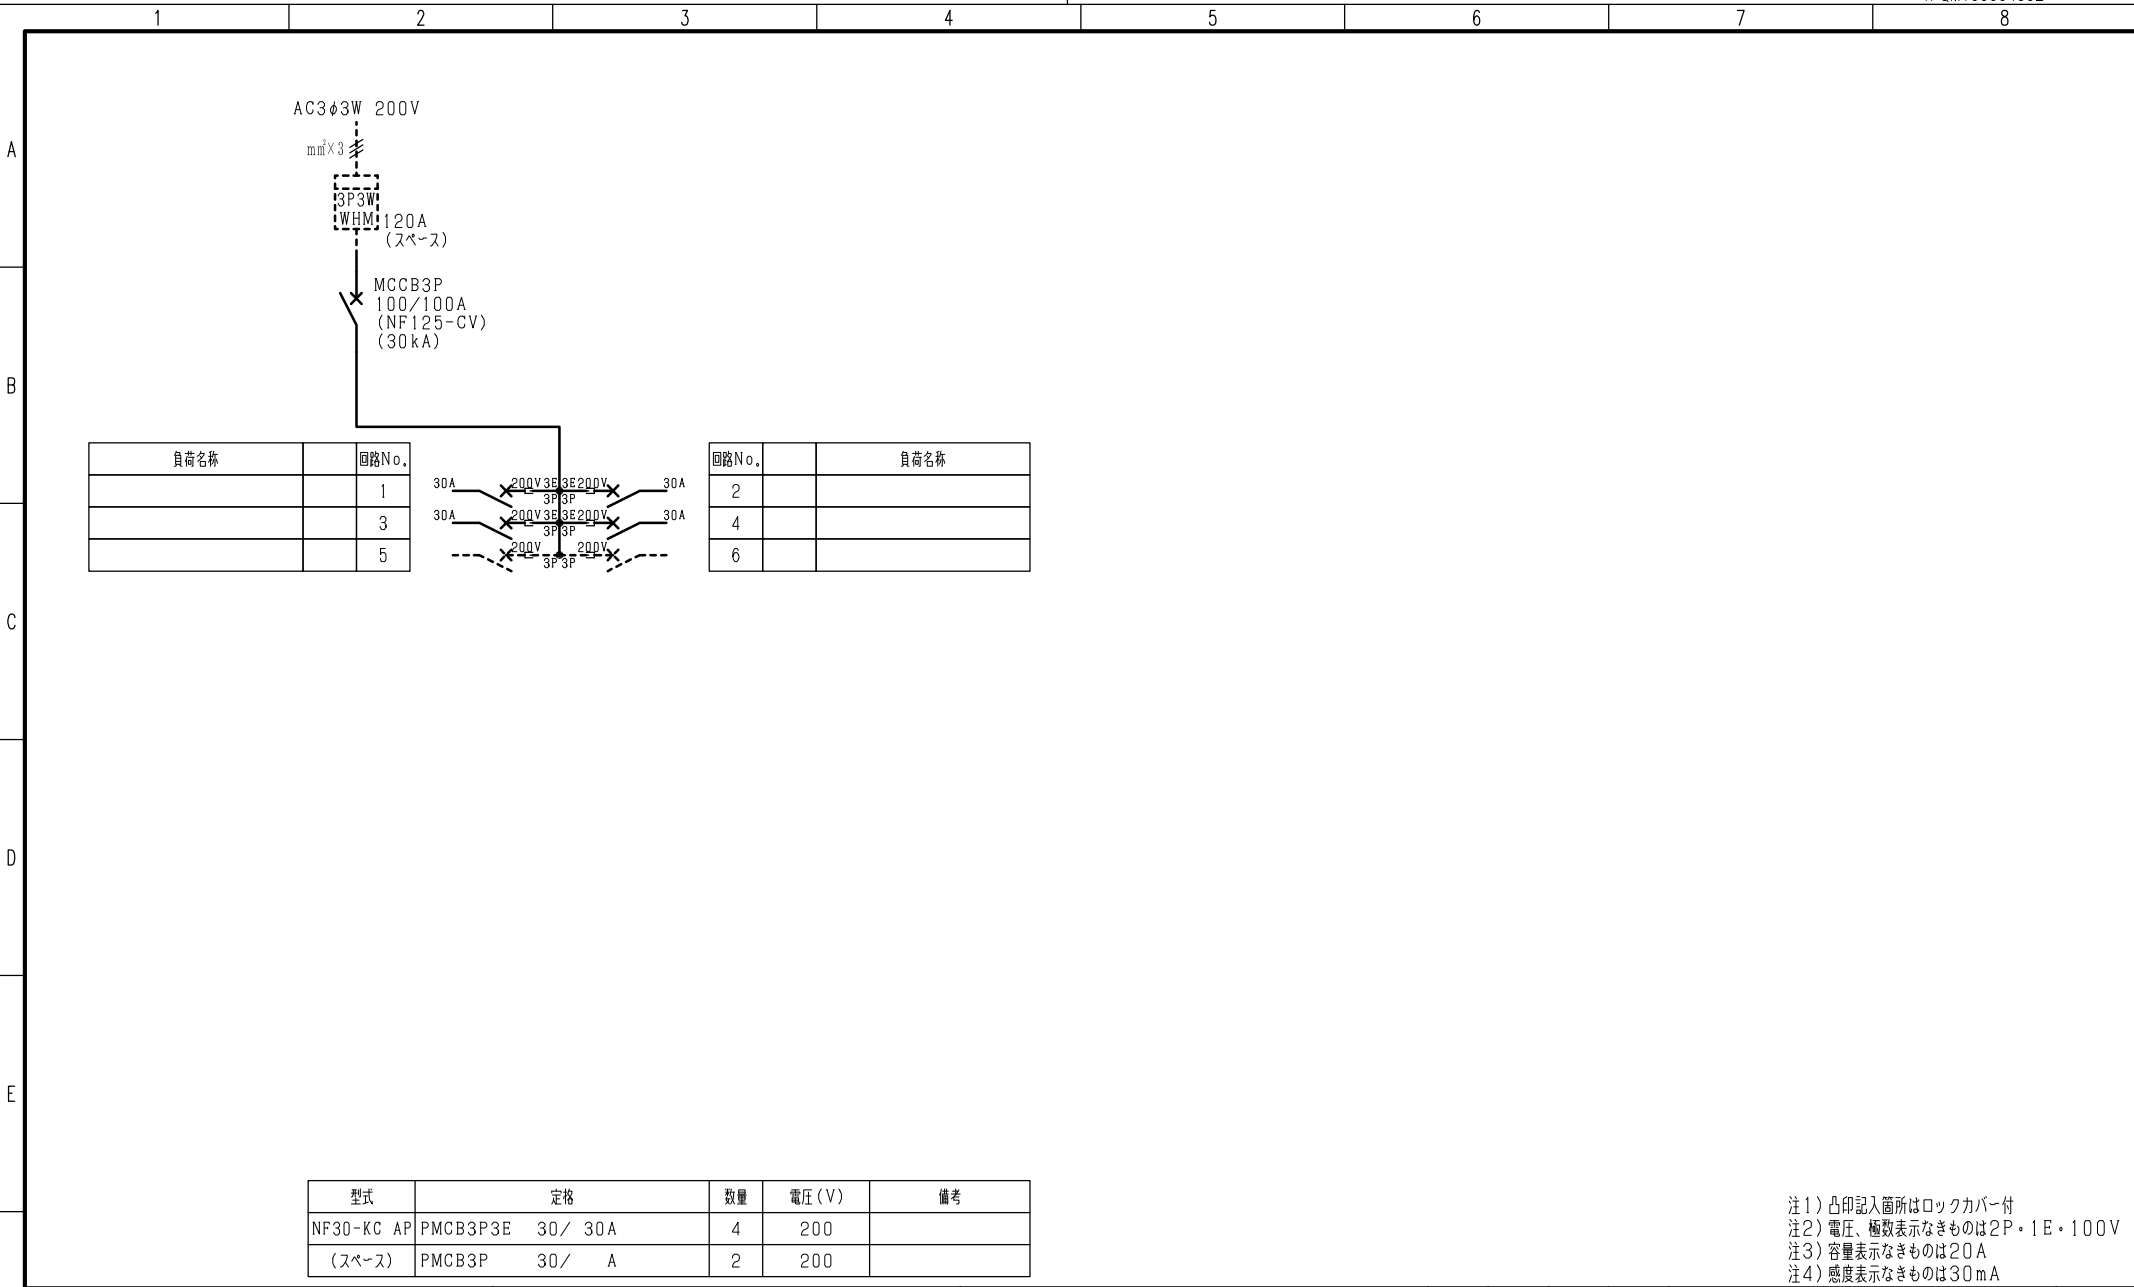 1 2 3 4 5 6 7 8
A
B
C
D
E
AC3φ3W 200V
mm²×3
3P3W
WHM
120A
(スペース)
MCCB3P
100/100A
(NF125-CV)
(30kA)
負荷名称 回路No.
1
3
5
30A 200V 3E 3E 200V 30A
3P 3P
30A 200V 3E 3E 200V 30A
3P 3P
200V 200V
3P 3P
回路No. 負荷名称
2
4
6
型式 定格 数量 電圧(V) 備考
NF30-KC AP PMCB3P3E 30/ 30A 4 200
(スペース) PMCB3P 30/ A 2 200
注1)凸印記入箇所はロックカバー付
注2)電圧、極数表示なきものは2P・1E・100V
注3)容量表示なきものは20A
注4)感度表示なきものは30mA